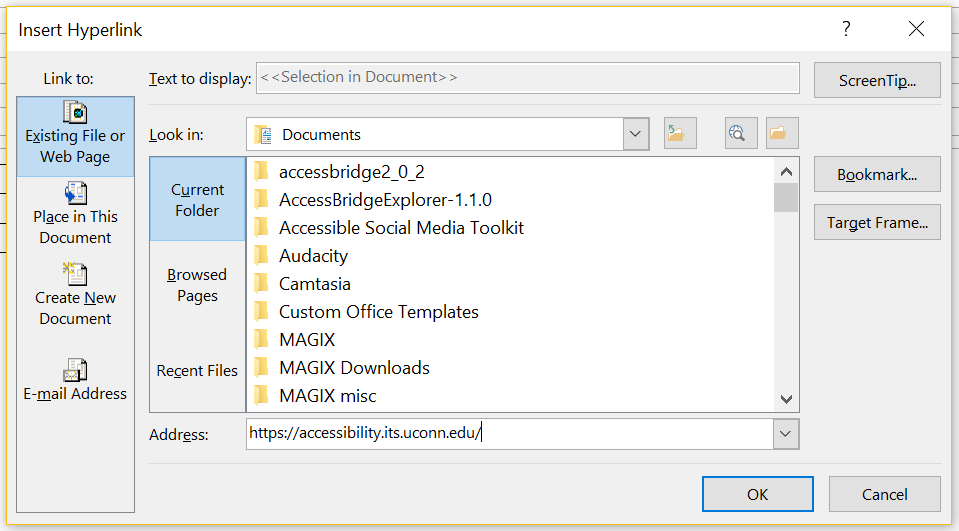 Insert Hyperlink
?
Link to:
Text to display:
<<Selection in Document>>
ScreenTip...
Existing File or
Web Page
Place in This
Document
Create New
Document
E-mail Address
Look in:
Documents
Current
Folder
Browsed
Pages
Recent Files
accessbridge2_0_2
AccessBridgeExplorer-1.1.0
Accessible Social Media Toolkit
Audacity
Camtasia
Custom Office Templates
MAGIX
MAGIX Downloads
MAGIX misc
Bookmark...
Target Frame...
Address:
https://accessibility.its.uconn.edu/
OK
Cancel